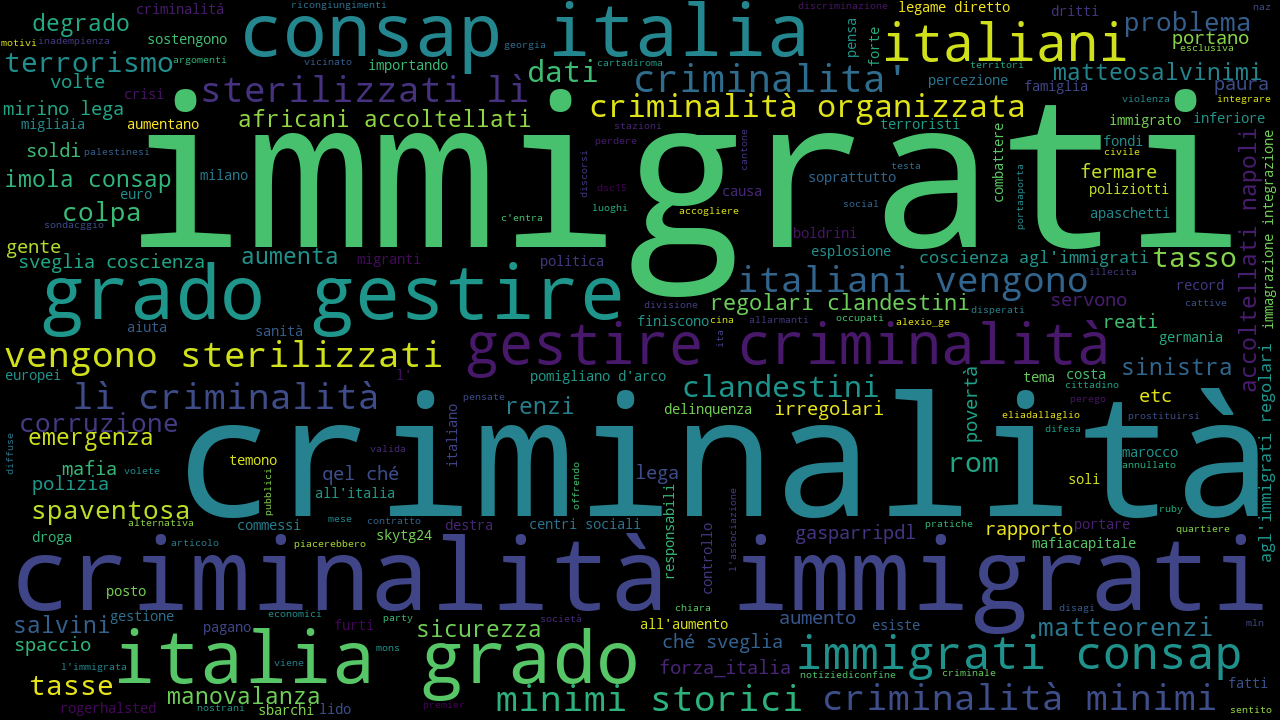 criminalitá
ricongiungimenti
discriminazione
legame diretto
dritti
naz
degrado
consap italia
pensa
forte
italiani
problema
portano
esclusiva
motivi
inadempienza
sostengono
georgia
terrorismo
argomenti
vicinato
importando
cartadiroma
dati
criminalita'
territori
percezione
matteosalvinimi
volte
crisi
sterilizzati lì
famiglia
paura
mirino lega
criminalità organizzata
violenza
integrare
migliaia
aumentano
africani accoltellati
stazioni
terroristi
immigrato
inferiore
soldi
palestinesi
immigrati
perdere
cantone
combattere
fondi
civile
imola consap
milano
discorsi
testa
fermare
euro
dsc15
causa
soprattutto
portaaporta
poliziotti
colpa
luoghi
accogliere
social
apaschetti
sondacggio
c'entra
boldrini
accoltellati napoli
immagrazione integrazione
gente
aumenta
esplosione
sveglia coscienza
migranti
politica
coscienza agl'immigrati
tasso
grado gestire
italiani vengono
illecita
record
divisione
regolari clandestini
disperati
servono
cattive
aiuta
sanità
finiscono
cina
allarmanti
occupati
alexio_ge
reati
vengono sterilizzati
gestire criminalità
ita
germania
europei
l'
pomigliano d'arco
clandestini
povertà
tema
costa
sinistra
cittadino
lì criminalità
pensate
renzi
delinquenza
irregolari
perego
etc
corruzione
italiano
eliadallaglio
prostituirsi
emergenza
criminalità
difesa
diffuse
temono
valida
rom
marocco
mafia
volete
pubblici
qel ché
offrendo
lega
annullato
polizia
all'italia
soli
agl'immigrati regolari
spaventosa
responsabili
l'associazione
ruby
alternativa
commessi
mese
contratto
destra
centri sociali
controllo
pratiche
rapporto
portare
quartiere
droga
skytg24
gasparripdl
mafiacapitale
articolo
piacerebbero
criminalità immigrati
posto
chiara
disagi
gestione
economici
party
società
all'aumento
aumento
salvini
pagano
furti
sicurezza
esiste
matteorenzi
mln
spaccio
italia grado
mons
ché sveglia
immigrati consap
l'immigrata
viene
forza_italia
notiziediconfine
criminale
tasse
manovalanza
fatti
rogerhalsted
nostrani
sbarchi
lido
premier
minimi storici
criminalità minimi
sentito